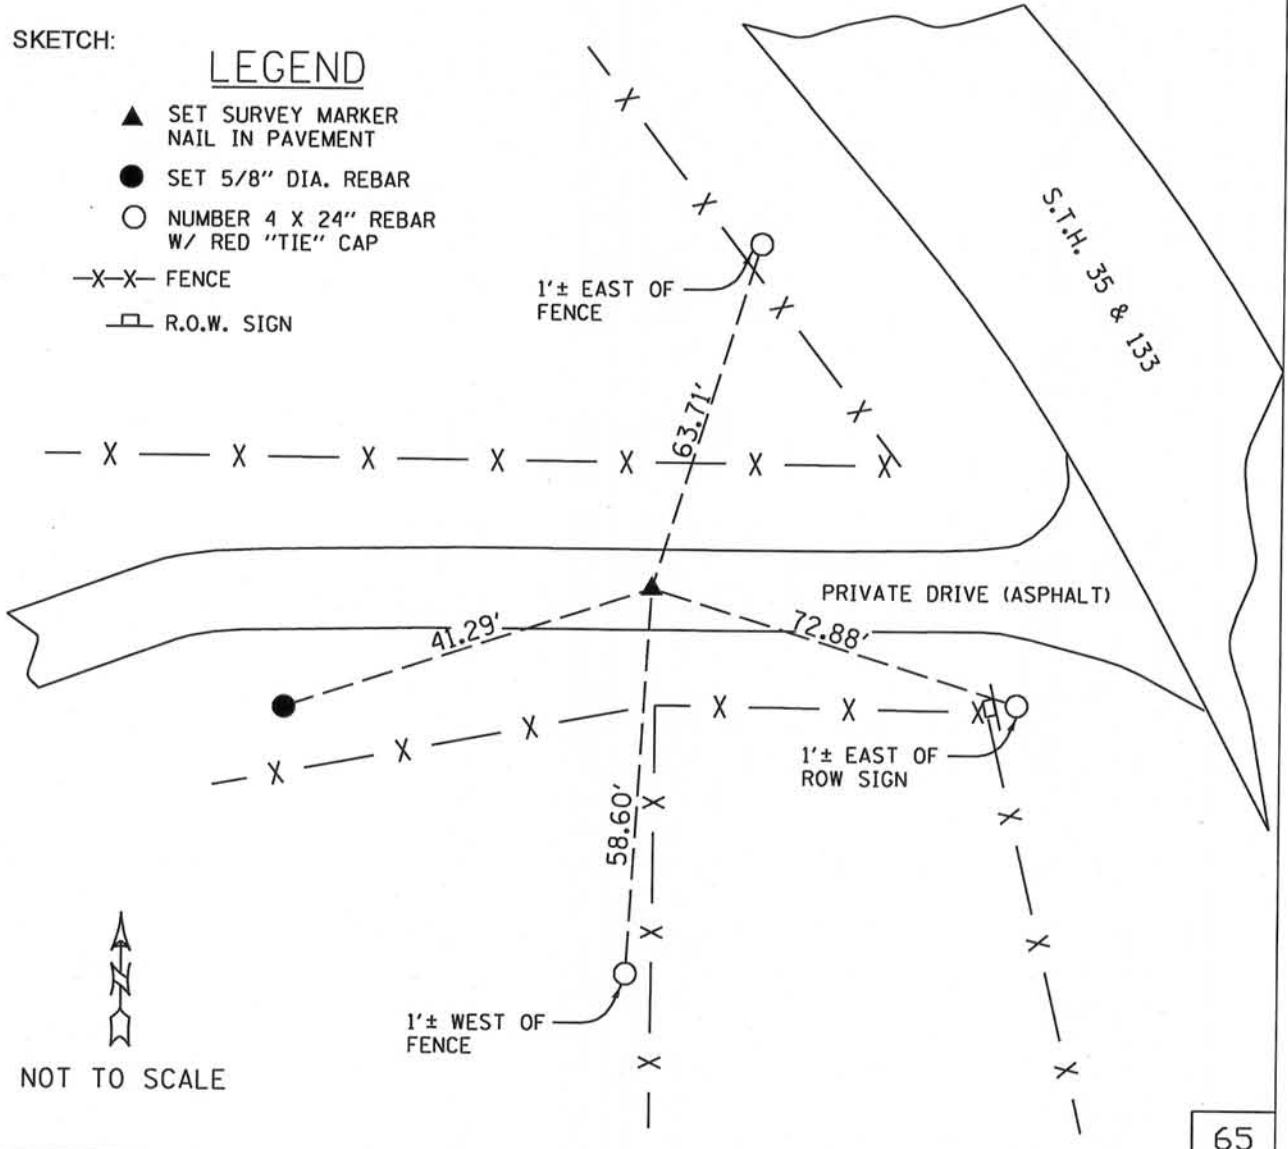 SKETCH:
LEGEND
SET SURVEY MARKER
NAIL IN PAVEMENT
SET 5/8" DIA. REBAR
NUMBER 4 X 24" REBAR
W/ RED "TIE" CAP
—X—X— FENCE
R.O.W. SIGN
1'± EAST OF
FENCE
S.T.H. 35 & 133
63.71'
PRIVATE DRIVE (ASPHALT)
41.29'
72.88'
1'± EAST OF
ROW SIGN
58.60'
1'± WEST OF
FENCE
N
NOT TO SCALE
65